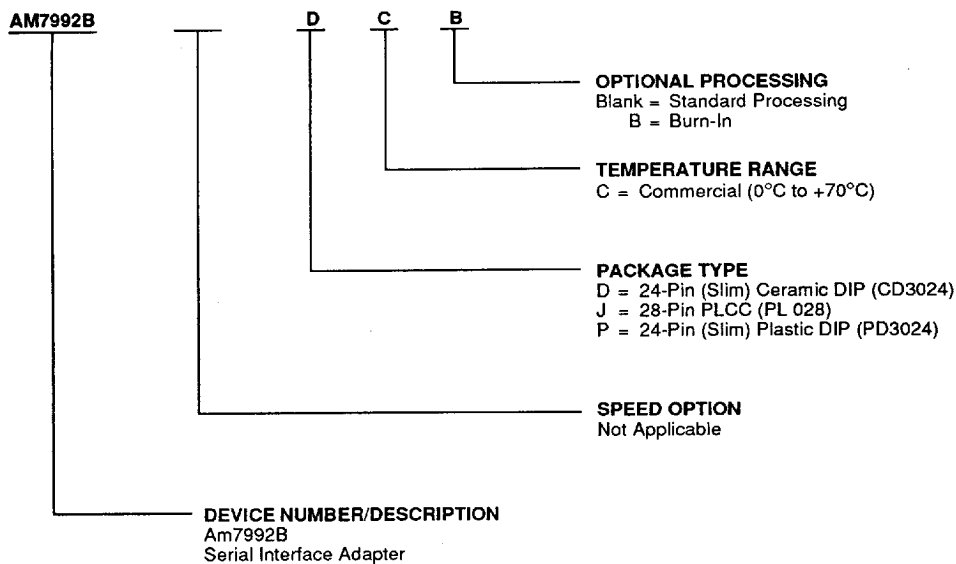 AM7992B D C B
OPTIONAL PROCESSING
Blank = Standard Processing
B = Burn-In
TEMPERATURE RANGE
C = Commercial (0°C to +70°C)
PACKAGE TYPE
D = 24-Pin (Slim) Ceramic DIP (CD3024)
J = 28-Pin PLCC (PL 028)
P = 24-Pin (Slim) Plastic DIP (PD3024)
SPEED OPTION
Not Applicable
DEVICE NUMBER/DESCRIPTION
Am7992B
Serial Interface Adapter